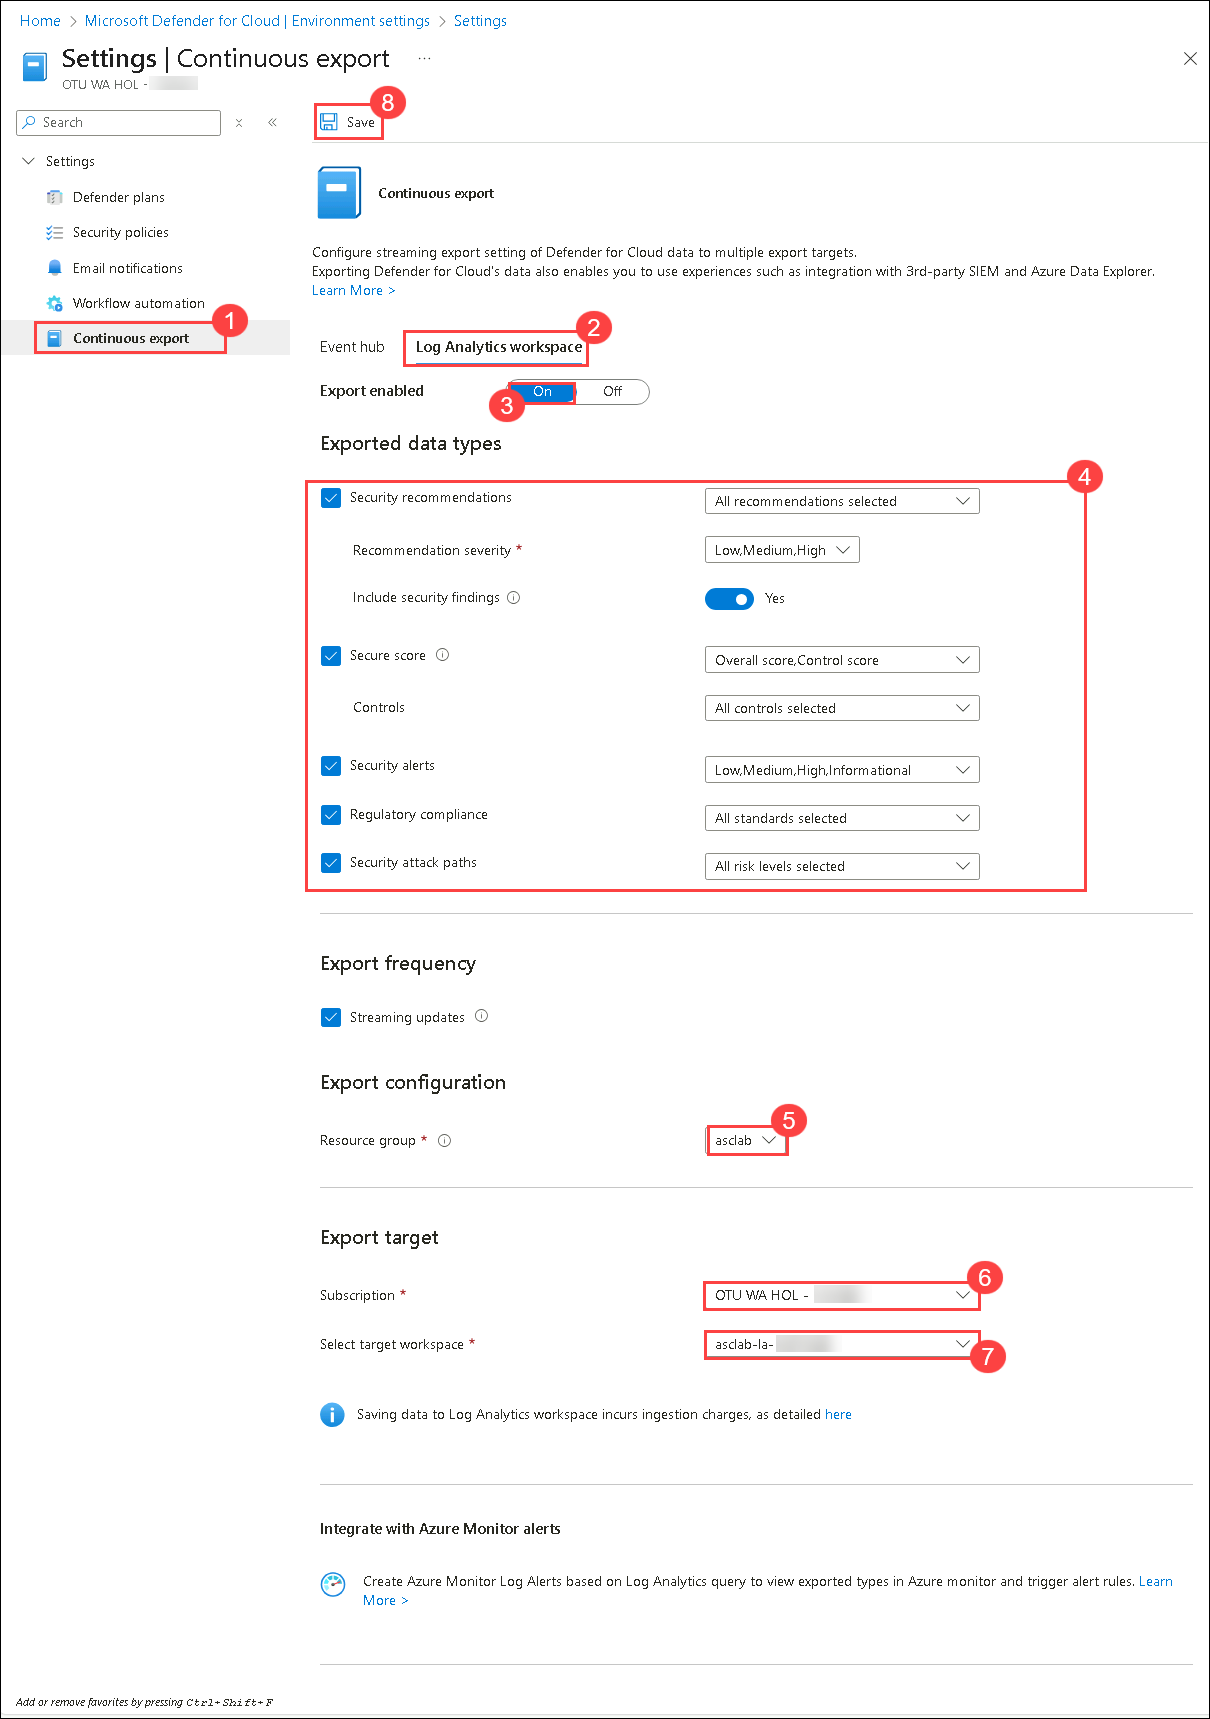 Home > Microsoft Defender for Cloud | Environment settings > Settings
Settings | Continuous export ...
OTU WA HOL -
Search
8
Save
Settings
Defender plans
Security policies
Email notifications
Workflow automation
1
Continuous export
Continuous export
Configure streaming export setting of Defender for Cloud data to multiple export targets.
Exporting Defender for Cloud's data also enables you to use experiences such as integration with 3rd-party SIEM and Azure Data Explorer.
Learn More >
Event hub
Log Analytics workspace
2
Export enabled
3
On
Off
Exported data types
4
Security recommendations
All recommendations selected
Recommendation severity *
Low,Medium,High
Include security findings
Yes
Secure score
Overall score,Control score
Controls
All controls selected
Security alerts
Low,Medium,High,Informational
Regulatory compliance
All standards selected
Security attack paths
All risk levels selected
Export frequency
Streaming updates
Export configuration
Resource group *
asclab
5
Export target
Subscription *
OTU WA HOL -
6
Select target workspace *
asclab-la-
7
Saving data to Log Analytics workspace incurs ingestion charges, as detailed here
Integrate with Azure Monitor alerts
Create Azure Monitor Log Alerts based on Log Analytics query to view exported types in Azure monitor and trigger alert rules. Learn
More >
Add or remove favorites by pressing Ctrl+Shift+F